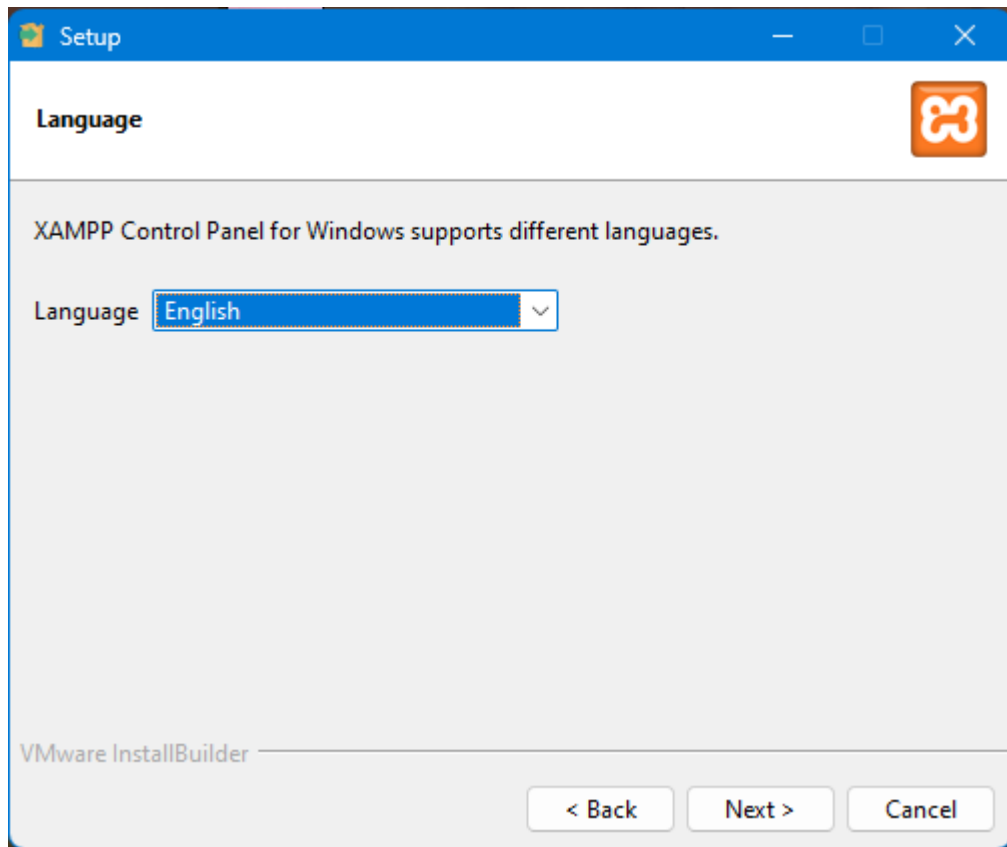 Setup
Language
XAMPP Control Panel for Windows supports different languages.
Language English
VMware InstallBuilder
< Back Next > Cancel